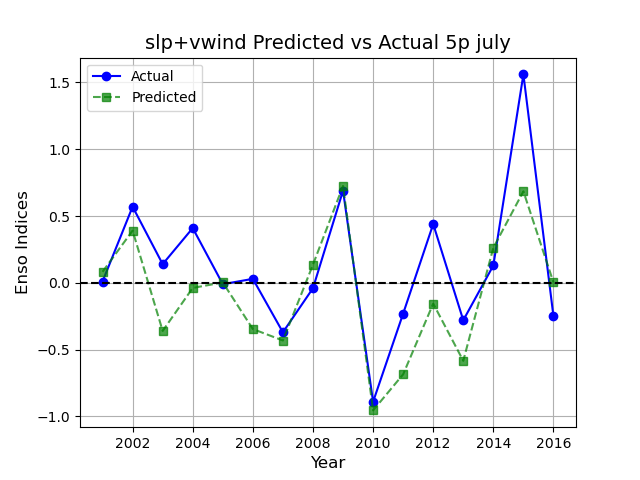 slp+vwind Predicted vs Actual 5p july
Actual
Predicted
Enso Indices
1.5
1.0
0.5
0.0
−0.5
−1.0
2002 2004 2006 2008 2010 2012 2014 2016
Year